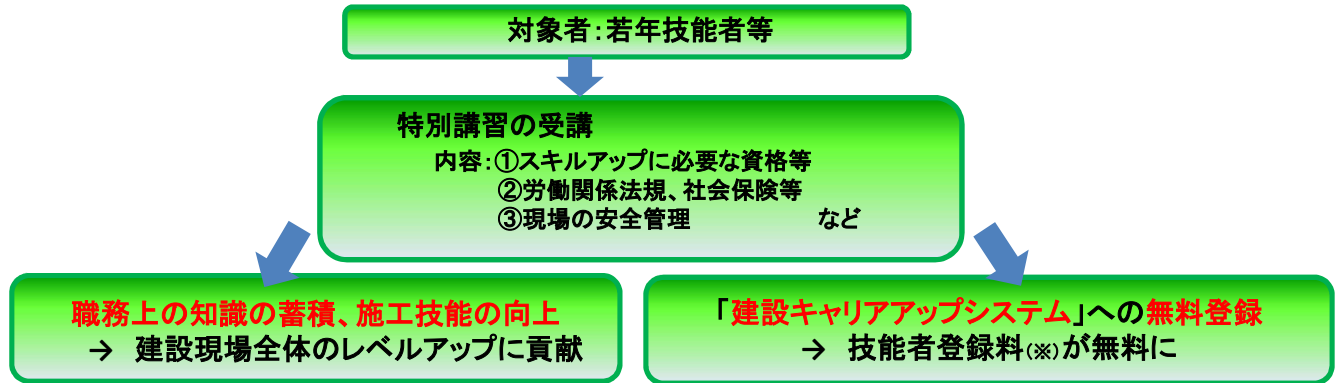 対象者：若年技能者等
特別講習の受講
内容：①スキルアップに必要な資格等
②労働関係法規、社会保険等
③現場の安全管理 など
職務上の知識の蓄積、施工技能の向上
→ 建設現場全体のレベルアップに貢献
「建設キャリアアップシステム」への無料登録
→ 技能者登録料(※)が無料に